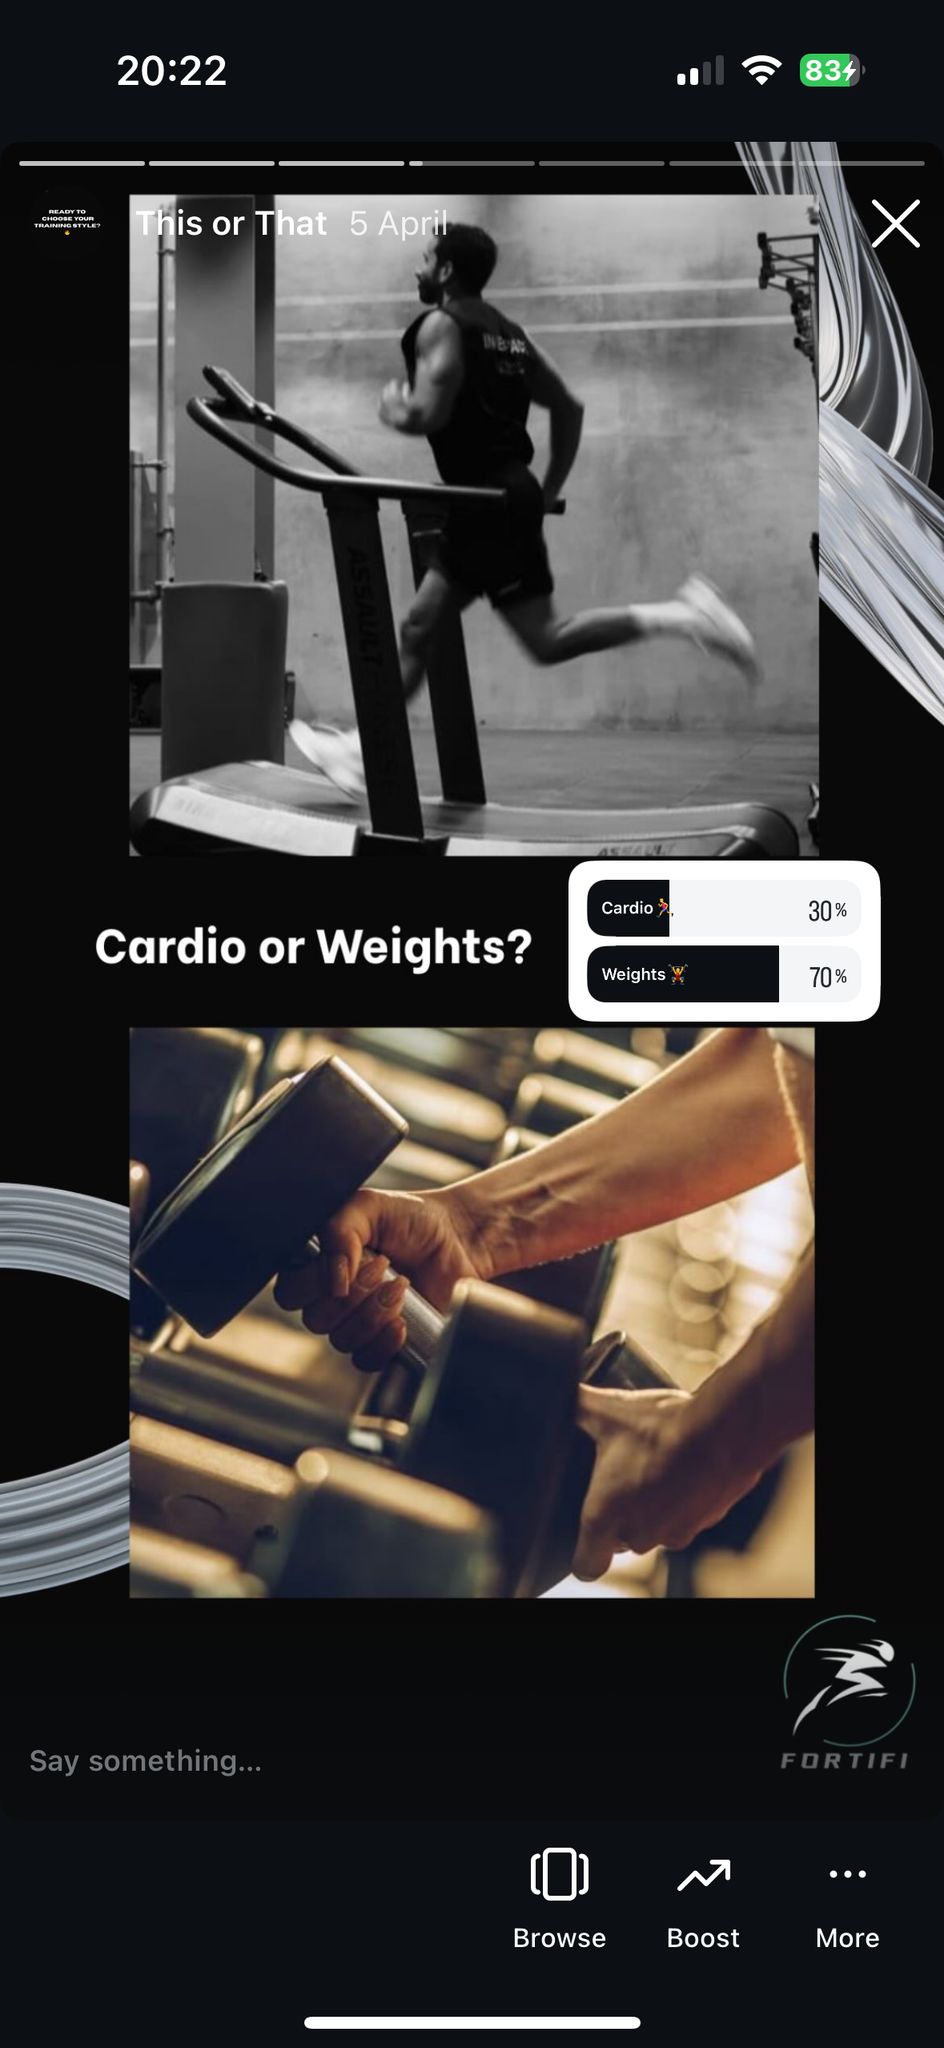 20:22
83
READY TO
CHOOSE YOUR
TRAINING STYLE?
This or That 5 April
ASSAULT
ASSAULT
Cardio or Weights?
Cardio🏃‍♀️ 30%
Weights🏋️ 70%
FORTIFI
Say something...
Browse Boost More